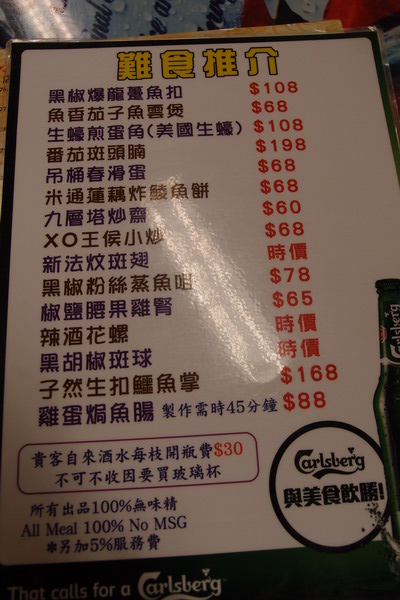 難食推介
黑椒爆龍躉魚扣 $108
魚香茄子魚雲煲 $68
生蠔煎蛋角(美國生蠔) $108
番茄斑頭腩 $198
吊桶春滑蛋 $68
米通蓮藕炸鯪魚餅 $68
九層塔炒齋 $60
XO王侯小炒 $68
新法炆斑翅 時價
黑椒粉絲蒸魚咀 $78
椒鹽腰果雞腎 $65
辣酒花螺 時價
黑胡椒斑球 時價
子然生扣鱷魚掌 $168
雞蛋焗魚腸 製作需時45分鐘 $88
貴客自來酒水每枝開瓶費$30
不可不收因要買玻璃杯
所有出品100%無味精
All Meal 100% No MSG
*另加5%服務費
Carlsberg
與美食飲勝!
That calls for a Carlsberg